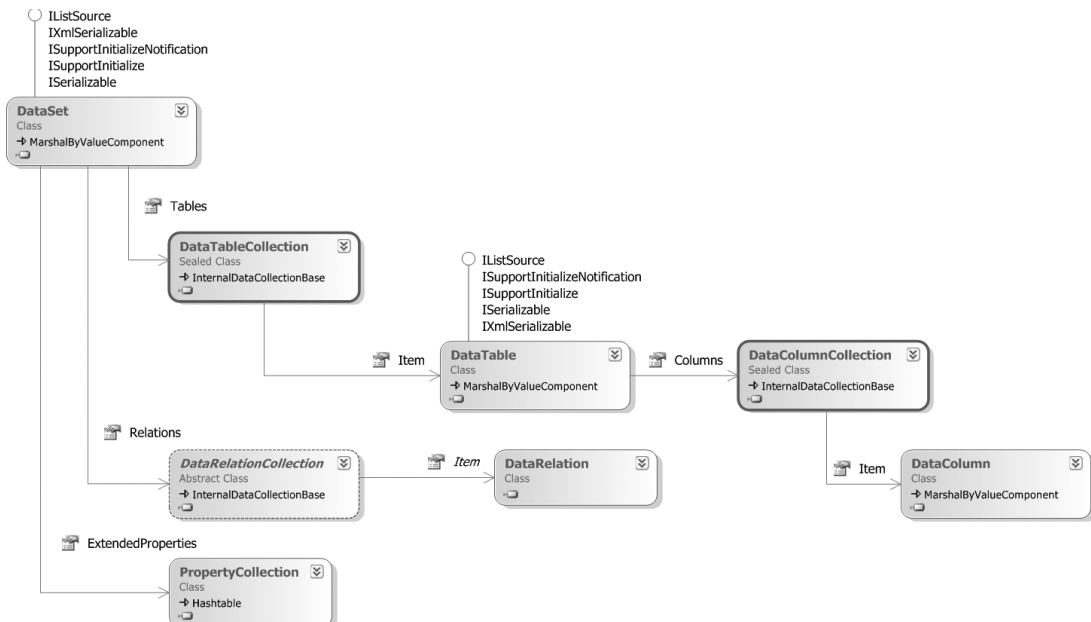 IListSource
IXmlSerializable
ISupportInitializeNotification
ISupportInitialize
ISerializable
DataSet
Class
MarshalByValueComponent
Tables
DataTableCollection
Sealed Class
InternalDataCollectionBase
IListSource
ISupportInitializeNotification
ISupportInitialize
ISerializable
IXmlSerializable
Item
DataTable
Class
MarshalByValueComponent
Columns
DataColumnCollection
Sealed Class
InternalDataCollectionBase
Relations
DataRelationCollection
Abstract Class
InternalDataCollectionBase
Item
DataRelation
Class
Item
DataColumn
Class
MarshalByValueComponent
ExtendedProperties
PropertyCollection
Class
Hashtable